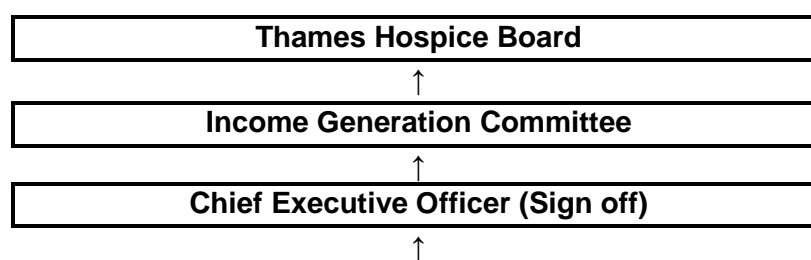 Thames Hospice Board
↑
Income Generation Committee
↑
Chief Executive Officer (Sign off)
↑